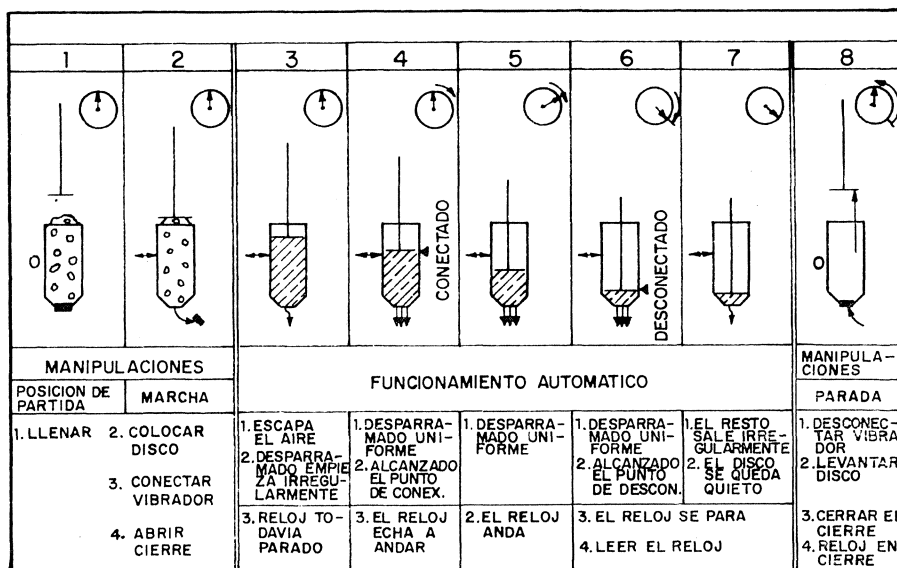 1 2 3 4 5 6 7 8
CONECTADO
DESCONECTADO
O
O
MANIPULACIONES
POSICION DE
PARTIDA
MARCHA
FUNCIONAMIENTO AUTOMATICO
MANIPULA-
CIONES
PARADA
1. LLENAR
2. COLOCAR
DISCO
3. CONECTAR
VIBRADOR
4. ABRIR
CIERRE
1. ESCAPA
EL AIRE
2. DESPARRA-
MADO EMPIE
ZA IRREGU-
LARMENTE
3. RELOJ TO-
DAVIA
PARADO
1. DESPARRA-
MADO UNI-
FORME
2. ALCANZADO
EL PUNTO
DE CONEX.
3. EL RELOJ
ECHA A
ANDAR
1. DESPARRA-
MADO UNI-
FORME
2. EL RELOJ
ANDA
1. DESPARRA-
MADO UNI-
FORME
2. ALCANZADO
EL PUNTO
DE DESCON.
1. EL RESTO
SALE IRRE-
GULARMENTE
2. EL DISCO
SE QUEDA
QUIETO
3. EL RELOJ SE PARA
4. LEER EL RELOJ
1. DESCONEC-
TAR VIBRA
DOR
2. LEVANTAR
DISCO
3. CERRAR EL
CIERRE
4. RELOJ EN
CIERRE